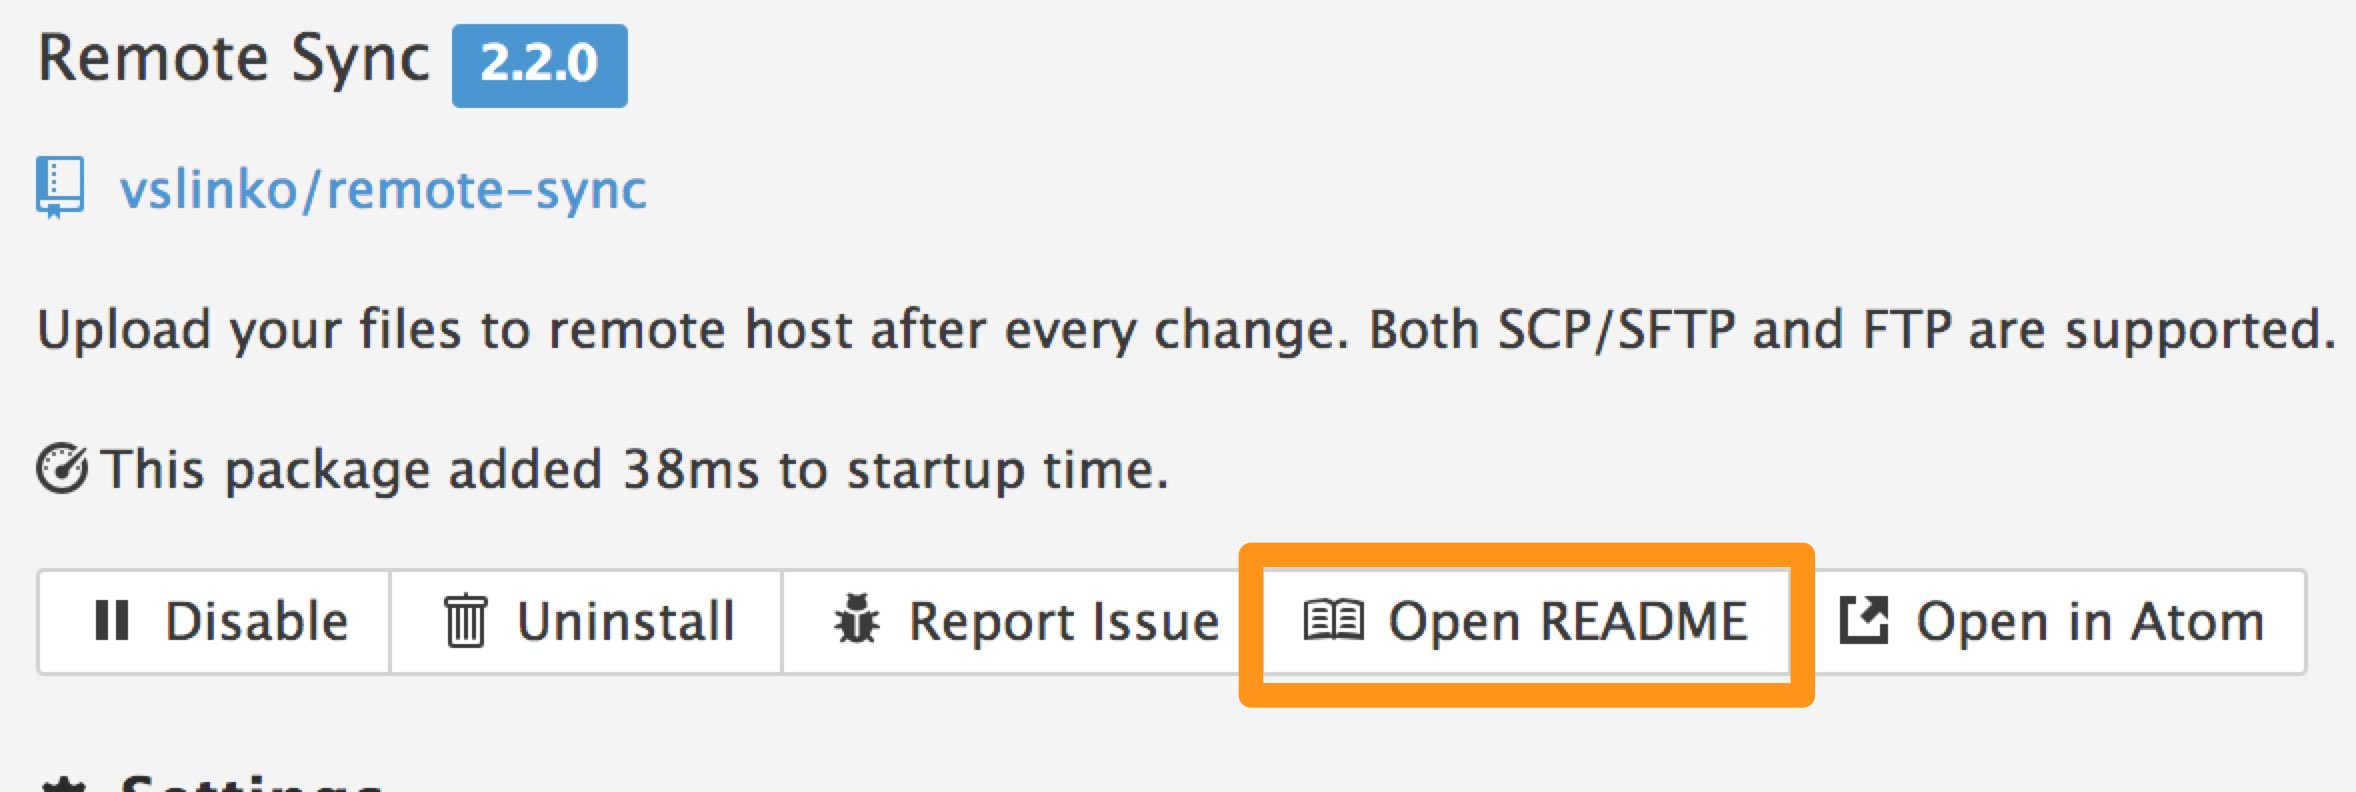 Remote Sync 2.2.0
vslinko/remote-sync
Upload your files to remote host after every change. Both SCP/SFTP and FTP are supported.
This package added 38ms to startup time.
Disable Uninstall Report Issue Open README Open in Atom
Settings